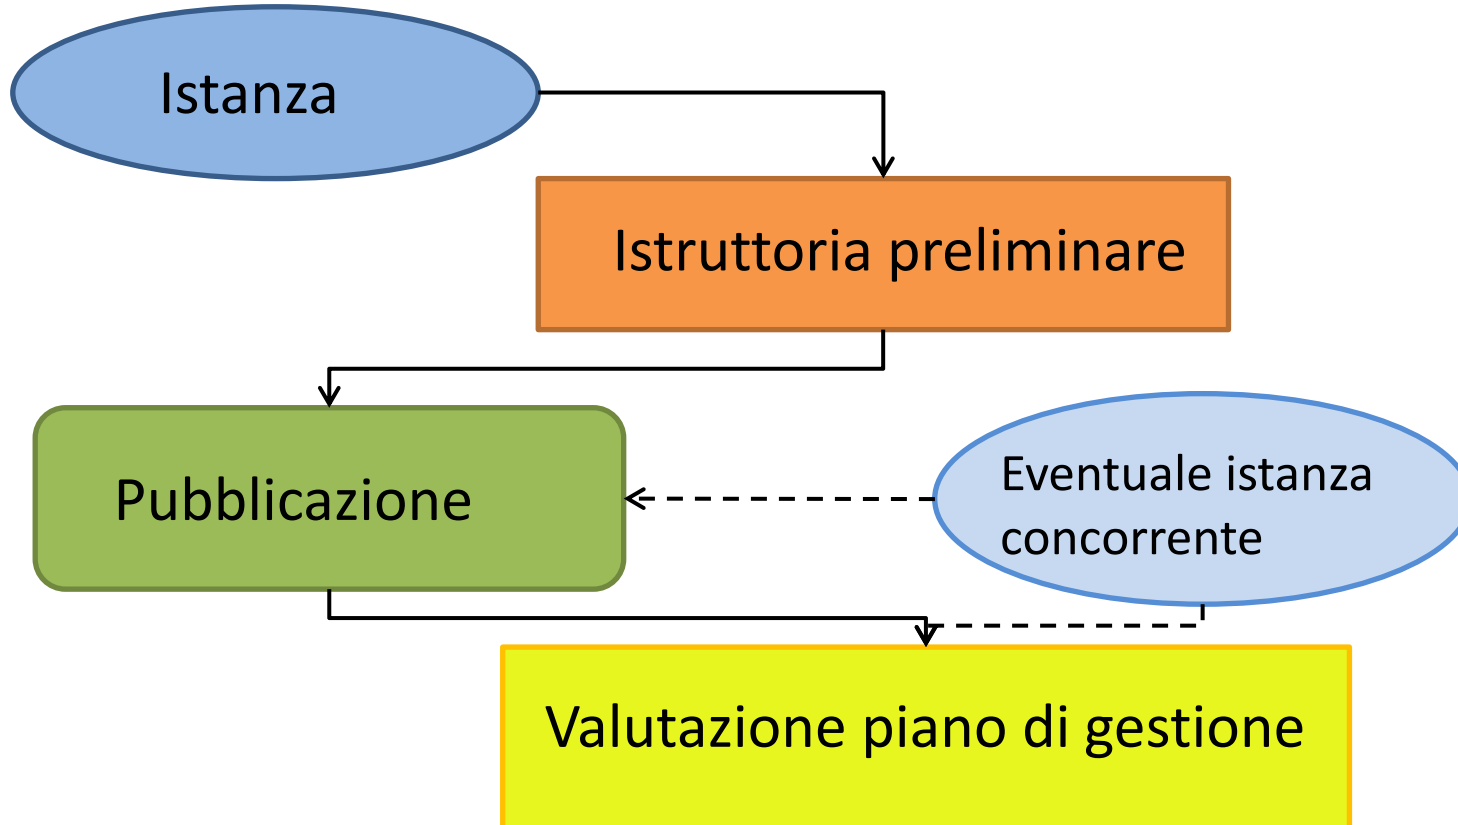 Istanza
Istruttoria preliminare
Pubblicazione
Eventuale istanza
concorrente
Valutazione piano di gestione